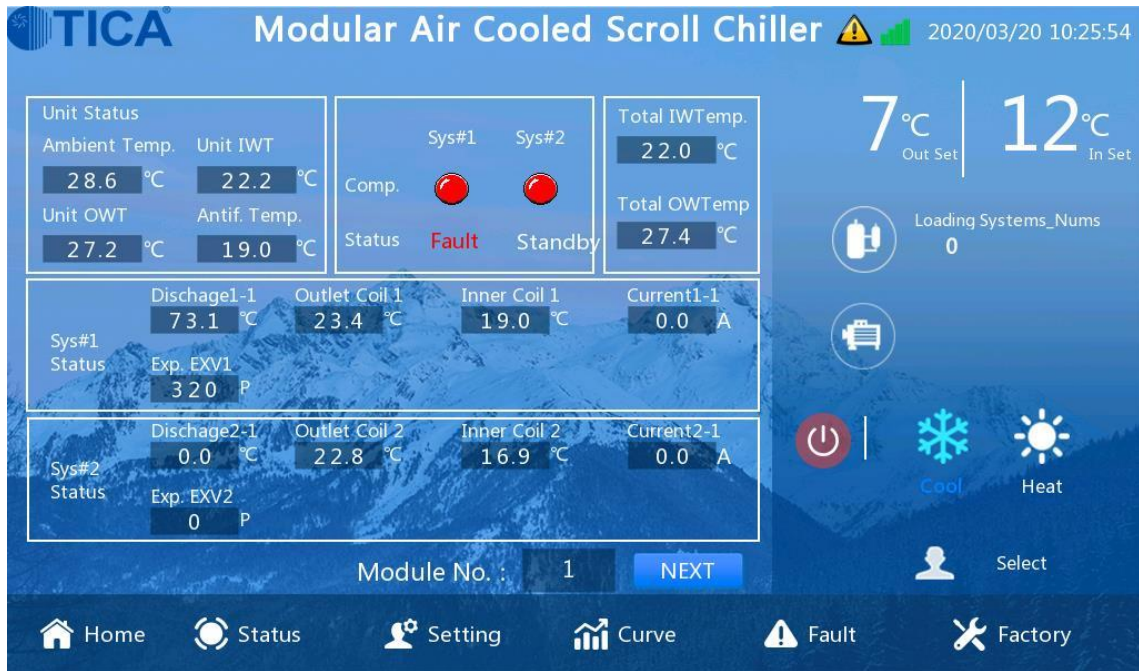 TICA
Modular Air Cooled Scroll Chiller
2020/03/20 10:25:54
Unit Status
Ambient Temp. Unit IWT
28.6 ℃ 22.2 ℃
Unit OWT Antif. Temp.
27.2 ℃ 19.0 ℃
Sys#1 Sys#2
Comp.
Status Fault Standby
Total IWTemp.
22.0 ℃
Total OWTemp
27.4 ℃
7℃ Out Set
12℃ In Set
Loading Systems_Nums
0
Sys#1 Status
Dischage1-1 Outlet Coil 1 Inner Coil 1 Current1-1
73.1 ℃ 23.4 ℃ 19.0 ℃ 0.0 A
Exp. EXV1
320 P
Sys#2 Status
Dischage2-1 Outlet Coil 2 Inner Coil 2 Current2-1
0.0 ℃ 22.8 ℃ 16.9 ℃ 0.0 A
Exp. EXV2
0 P
Cool Heat
Module No. : 1 NEXT
Select
Home Status Setting Curve Fault Factory